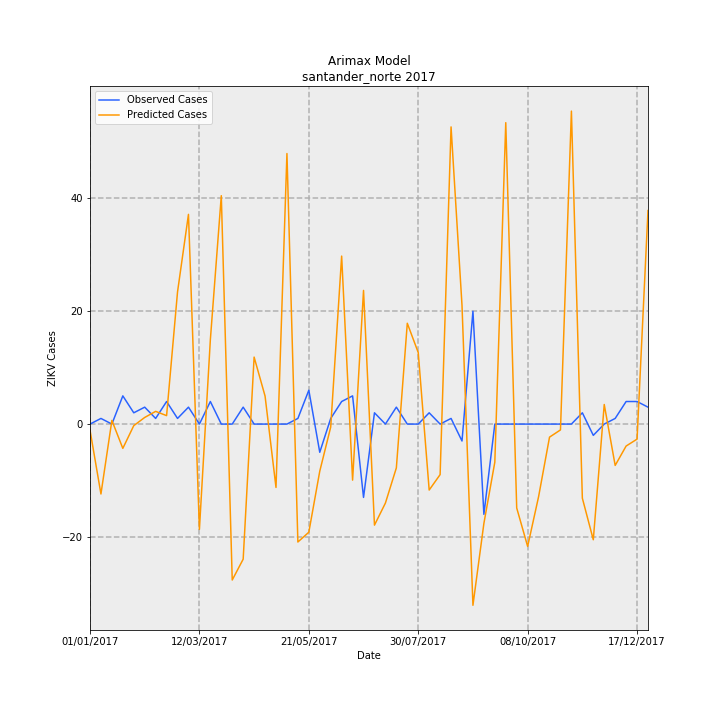 Arimax Model
santander_norte 2017
Observed Cases
Predicted Cases
ZIKV Cases
40
20
0
−20
01/01/2017
12/03/2017
21/05/2017
30/07/2017
08/10/2017
17/12/2017
Date